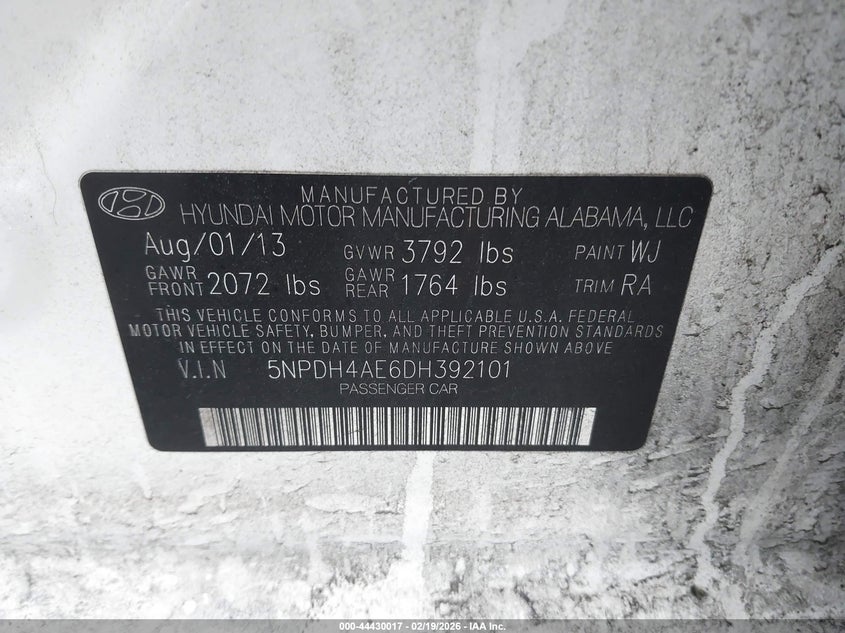 MANUFACTURED BY
HYUNDAI MOTOR MANUFACTURING ALABAMA, LLC
Aug/01/13 GVWR 3792 lbs PAINT WJ
GAWR FRONT 2072 lbs GAWR REAR 1764 lbs TRIM RA
THIS VEHICLE CONFORMS TO ALL APPLICABLE U.S.A. FEDERAL
MOTOR VEHICLE SAFETY, BUMPER, AND THEFT PREVENTION STANDARDS
IN EFFECT ON THE DATE OF MANUFACTURE SHOWN ABOVE
V.I.N 5NPDH4AE6DH392101
PASSENGER CAR
000-44430017 - 02/19/2026 - IAA Inc.